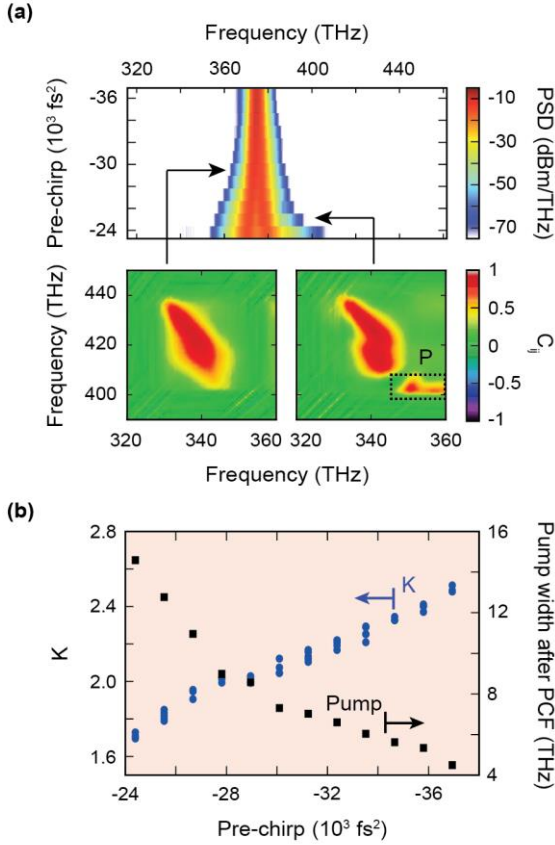 (a)
Frequency (THz)
320 360 400 440
Pre-chirp (10³ fs²)
-36
-30
-24
PSD (dBm/THz)
-10
-30
-50
-70
Frequency (THz)
450
400
P
C_ij
1
0.5
0
-0.5
-1
320 340 360 320 340 360
Frequency (THz)
(b)
K
2.8
2.4
2.0
1.6
K
Pump
Pump width after PCF (THz)
16
12
8
4
-24 -28 -32 -36
Pre-chirp (10³ fs²)